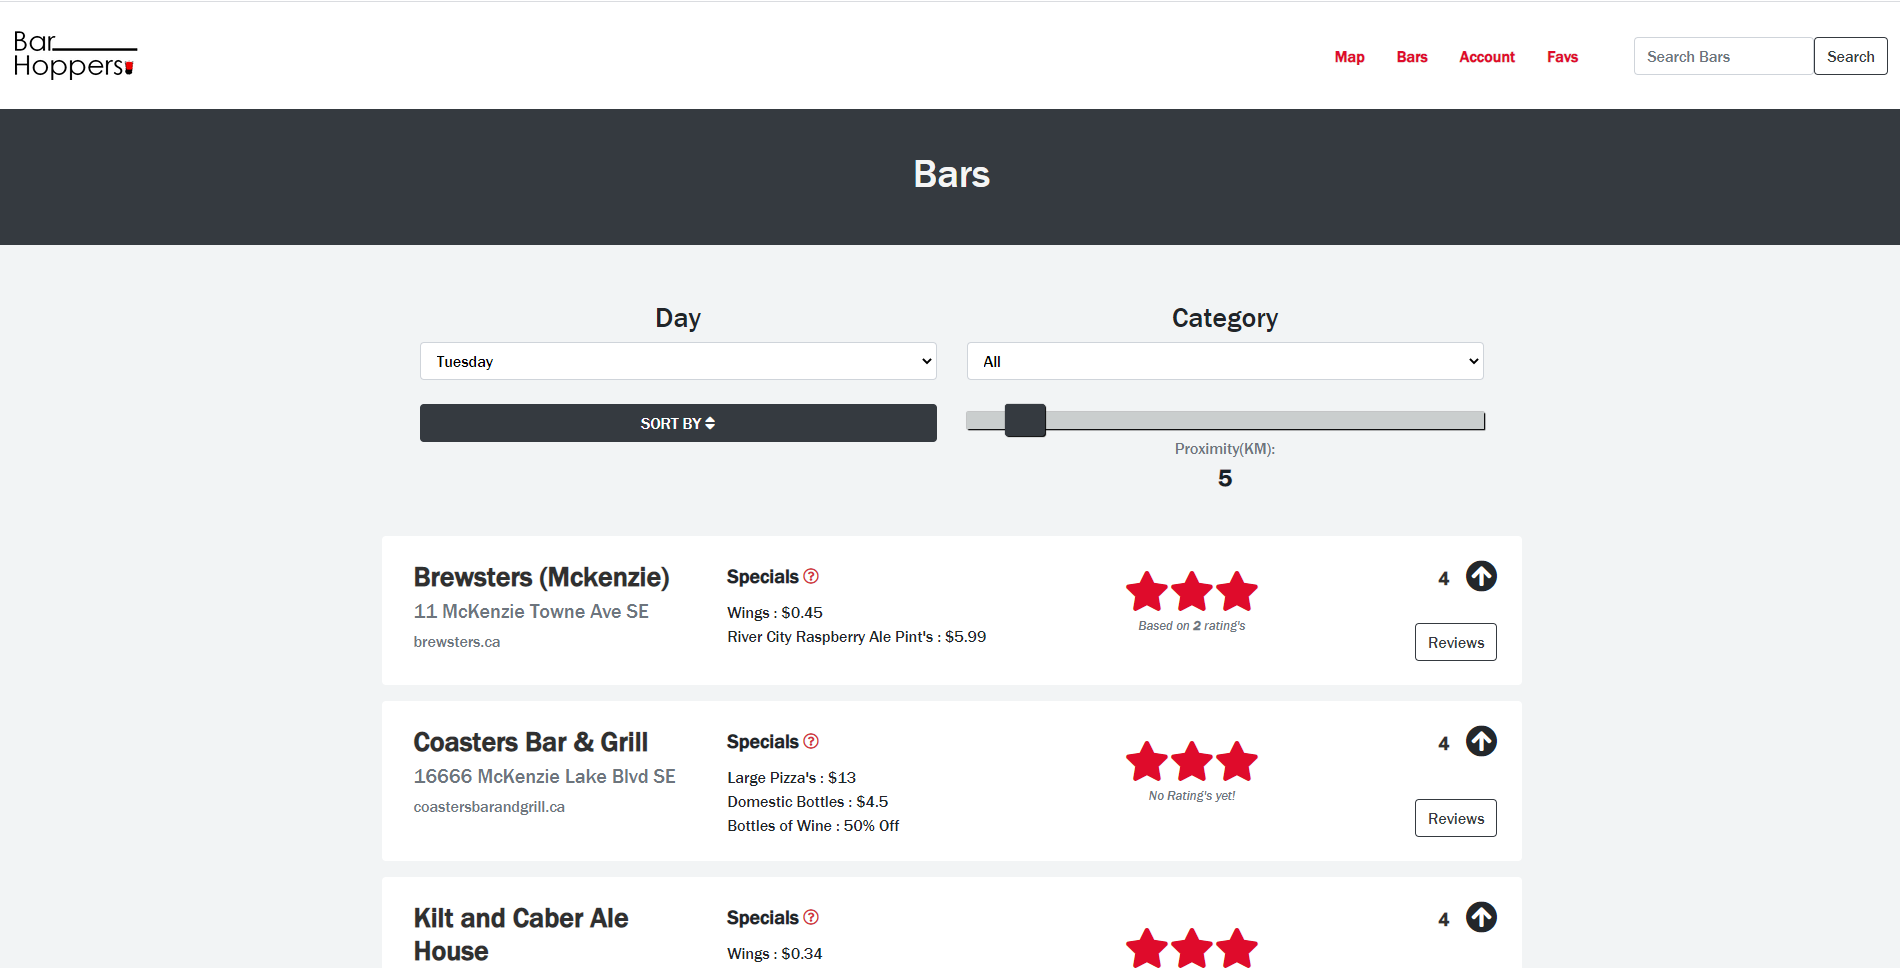 Bar
Hoppers
Map Bars Account Favs Search Bars Search
Bars
Day
Tuesday
SORT BY
Category
All
Proximity(KM):
5
Brewsters (Mckenzie)
11 McKenzie Towne Ave SE
brewsters.ca
Specials
Wings : $0.45
River City Raspberry Ale Pint's : $5.99
Based on 2 rating's
4
Reviews
Coasters Bar & Grill
16666 McKenzie Lake Blvd SE
coastersbarandgrill.ca
Specials
Large Pizza's : $13
Domestic Bottles : $4.5
Bottles of Wine : 50% Off
No Rating's yet!
4
Reviews
Kilt and Caber Ale
House
Specials
Wings : $0.34
4